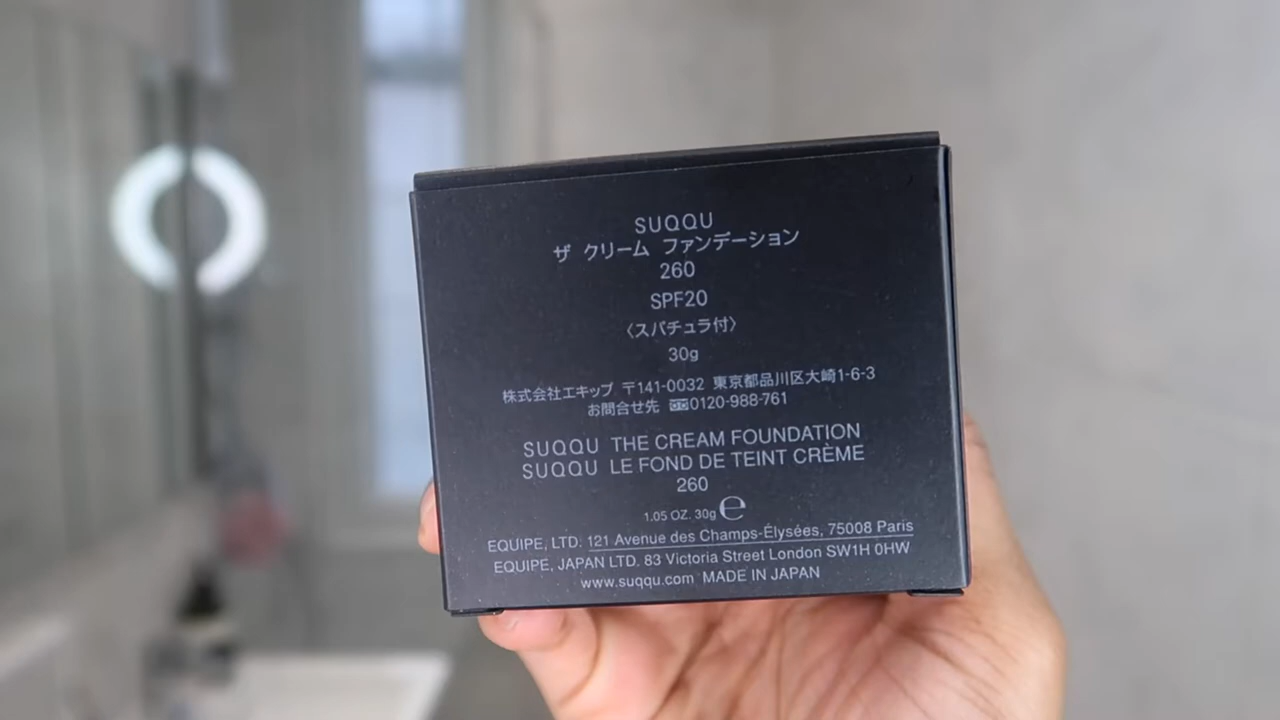 SUQQU
ザ クリーム ファンデーション
260
SPF20
〈スパチュラ付〉
30g
株式会社エキップ 〒141-0032 東京都品川区大崎1-6-3
お問合せ先 0120-988-761
SUQQU THE CREAM FOUNDATION
SUQQU LE FOND DE TEINT CRÈME
260
1.05 OZ. 30g ℮
EQUIPE, LTD. 121 Avenue des Champs-Élysées, 75008 Paris
EQUIPE, JAPAN LTD. 83 Victoria Street London SW1H 0HW
www.suqqu.com MADE IN JAPAN